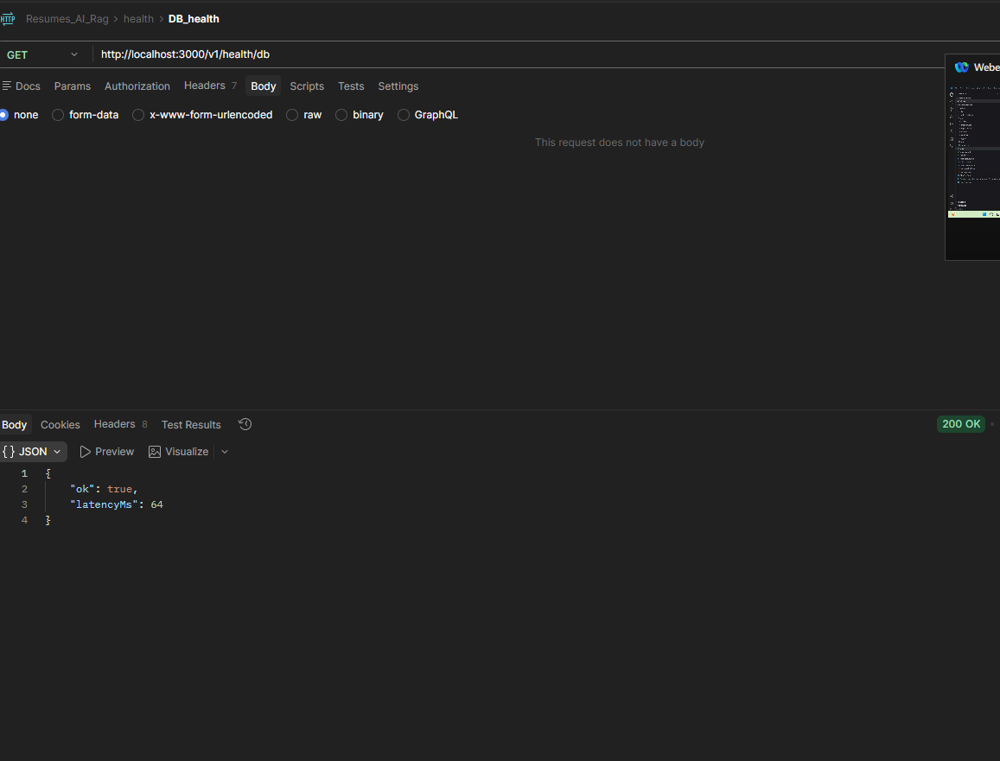 HTTP Resumes_AI_Rag > health > DB_health
GET http://localhost:3000/v1/health/db
Docs Params Authorization Headers 7 Body Scripts Tests Settings
none form-data x-www-form-urlencoded raw binary GraphQL
This request does not have a body
Body Cookies Headers 8 Test Results
200 OK
{} JSON Preview Visualize
1 {
2 "ok": true,
3 "latencyMs": 64
4 }